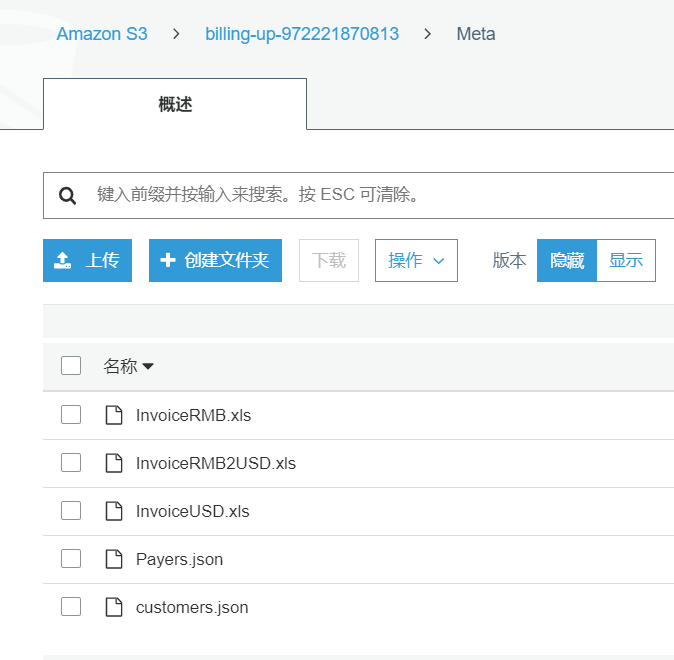 Amazon S3 > billing-up-972221870813 > Meta
概述
键入前缀并按输入来搜索。按 ESC 可清除。
上传 创建文件夹 下载 操作 版本 隐藏 显示
名称
InvoiceRMB.xls
InvoiceRMB2USD.xls
InvoiceUSD.xls
Payers.json
customers.json